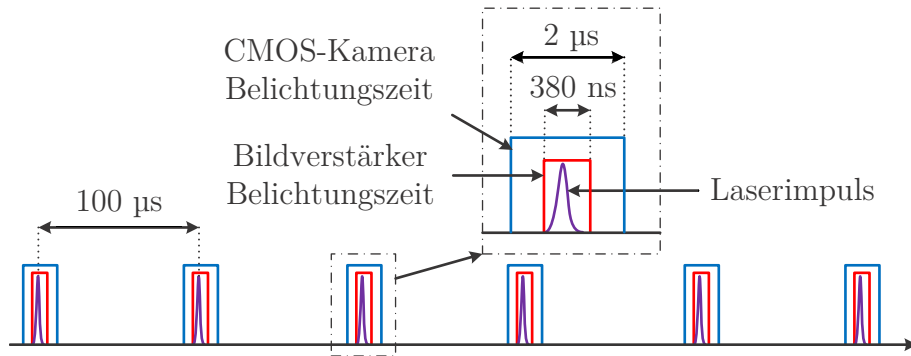 CMOS-Kamera
Belichtungszeit
2 µs
380 ns
Bildverstärker
Belichtungszeit
Laserimpuls
100 µs